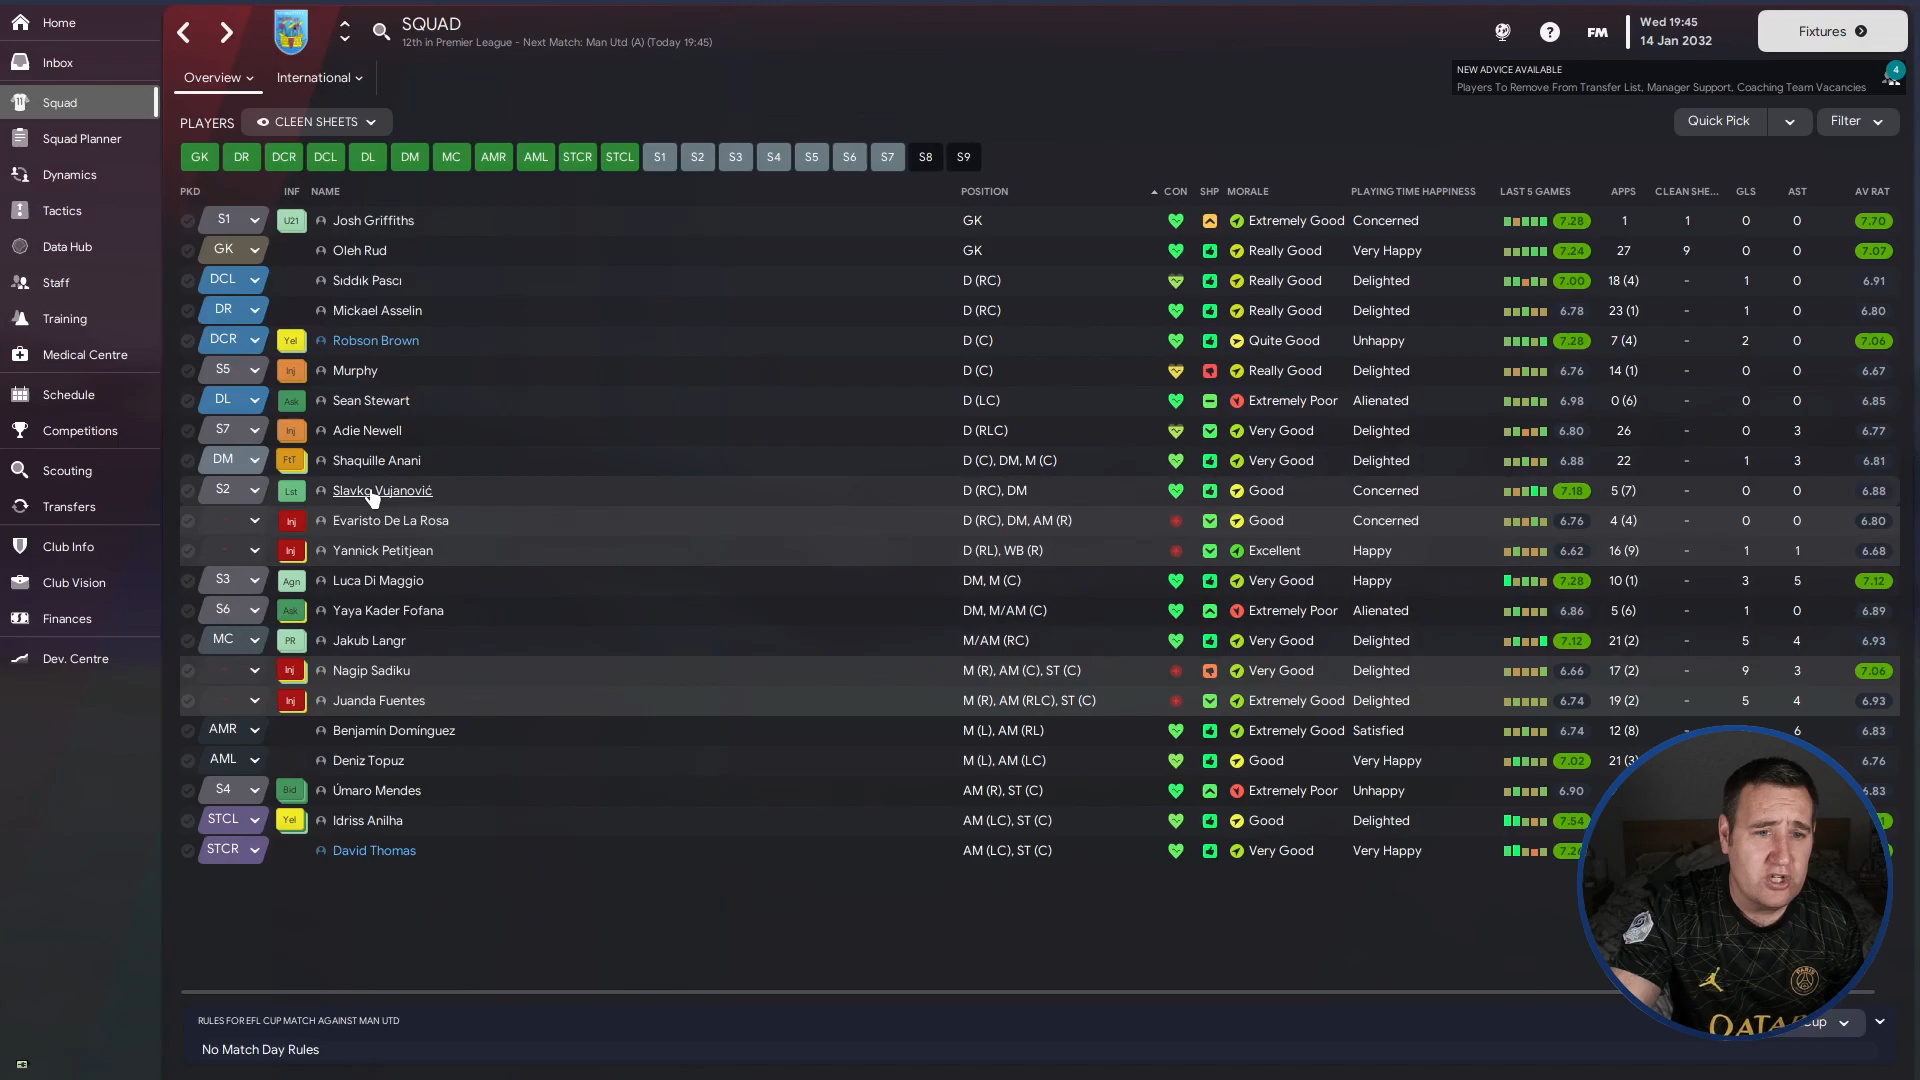 Home
Inbox
Squad
Squad Planner
Dynamics
Tactics
Data Hub
Staff
Training
Medical Centre
Schedule
Competitions
Scouting
Transfers
Club Info
Club Vision
Finances
Dev. Centre
SQUAD
12th in Premier League - Next Match: Man Utd (A) (Today 19:45)
FM
Wed 19:45
14 Jan 2032
Fixtures
Overview International
NEW ADVICE AVAILABLE
Players To Remove From Transfer List, Manager Support, Coaching Team Vacancies
4
PLAYERS CLEEN SHEETS
Quick Pick Filter
GK DR DCR DCL DL DM MC AMR AML STCR STCL S1 S2 S3 S4 S5 S6 S7 S8 S9
PKD INF NAME POSITION CON SHP MORALE PLAYING TIME HAPPINESS LAST 5 GAMES APPS CLEAN SHE... GLS AST AV RAT
S1 U21 Josh Griffiths GK Extremely Good Concerned 7.28 1 1 0 0 7.70
GK Oleh Rud GK Really Good Very Happy 7.24 27 9 0 0 7.07
DCL Sıddık Pascı D (RC) Really Good Delighted 7.00 18 (4) - 1 0 6.91
DR Mickael Asselin D (RC) Really Good Delighted 6.78 23 (1) - 1 0 6.80
DCR Yel Robson Brown D (C) Quite Good Unhappy 7.28 7 (4) - 2 0 7.06
S5 Inj Murphy D (C) Really Good Delighted 6.76 14 (1) - 0 0 6.67
DL Ask Sean Stewart D (LC) Extremely Poor Alienated 6.98 0 (6) - 0 0 6.85
S7 Inj Adie Newell D (RLC) Very Good Delighted 6.80 26 - 0 3 6.77
DM FtT Shaquille Anani D (C), DM, M (C) Very Good Delighted 6.88 22 - 1 3 6.81
S2 Lst Slavko Vujanović D (RC), DM Good Concerned 7.18 5 (7) - 0 0 6.88
- Inj Evaristo De La Rosa D (RC), DM, AM (R) Good Concerned 6.76 4 (4) - 0 0 6.80
- Inj Yannick Petitjean D (RL), WB (R) Excellent Happy 6.62 16 (9) - 1 1 6.68
S3 Agn Luca Di Maggio DM, M (C) Very Good Happy 7.28 10 (1) - 3 5 7.12
S6 Ask Yaya Kader Fofana DM, M/AM (C) Extremely Poor Alienated 6.86 5 (6) - 1 0 6.89
MC PR Jakub Langr M/AM (RC) Very Good Delighted 7.12 21 (2) - 5 4 6.93
- Inj Nagip Sadiku M (R), AM (C), ST (C) Very Good Delighted 6.66 17 (2) - 9 3 7.06
- Inj Juanda Fuentes M (R), AM (RLC), ST (C) Extremely Good Delighted 6.74 19 (2) - 5 4 6.93
AMR Benjamín Domínguez M (L), AM (RL) Extremely Good Satisfied 6.74 12 (8) 6 6.83
AML Deniz Topuz M (L), AM (LC) Good Very Happy 7.02 21 (3) 6.76
S4 Bid Úmaro Mendes AM (R), ST (C) Extremely Poor Unhappy 6.90 6.83
STCL Yel Idriss Anilha AM (LC), ST (C) Good Delighted 7.54
STCR David Thomas AM (LC), ST (C) Very Good Very Happy
RULES FOR EFL CUP MATCH AGAINST MAN UTD
No Match Day Rules
PARIS
QATA